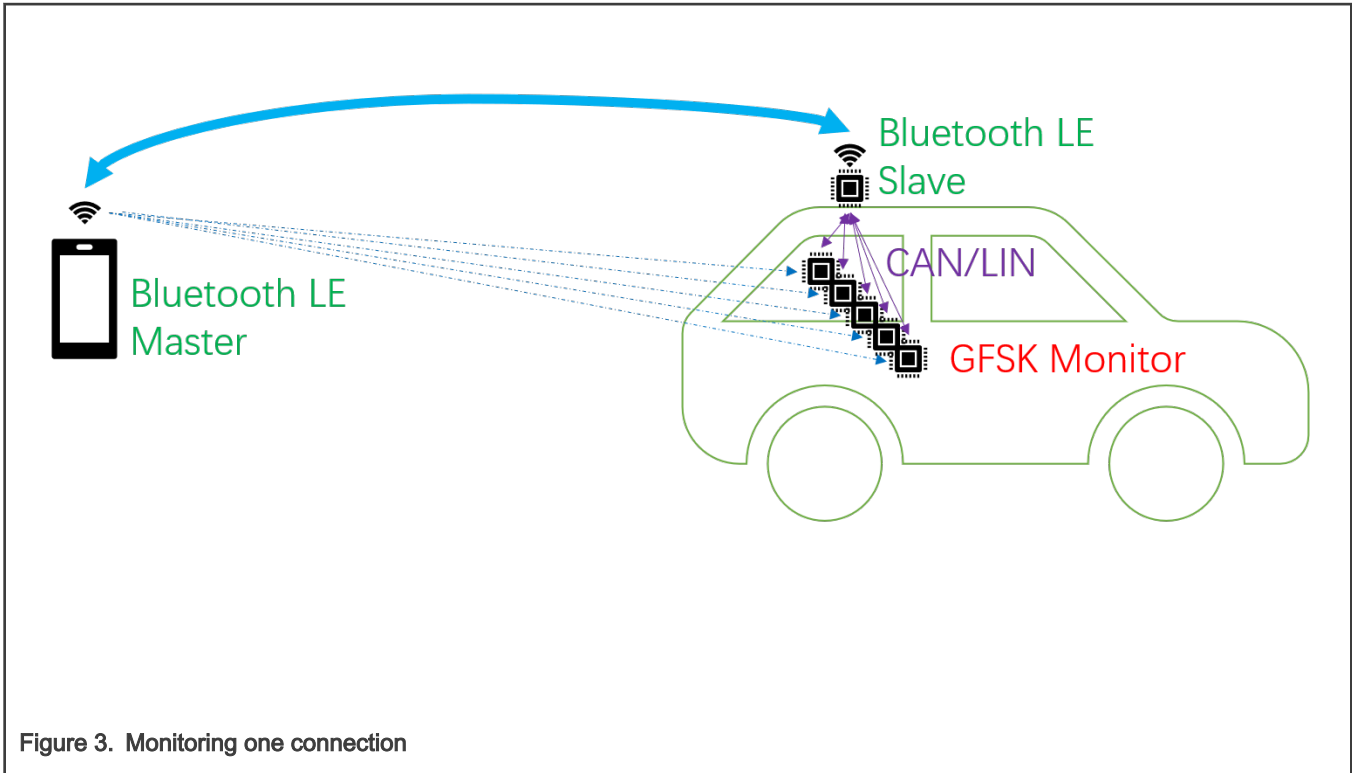 Bluetooth LE
Slave
CAN/LIN
Bluetooth LE
Master
GFSK Monitor
Figure 3. Monitoring one connection